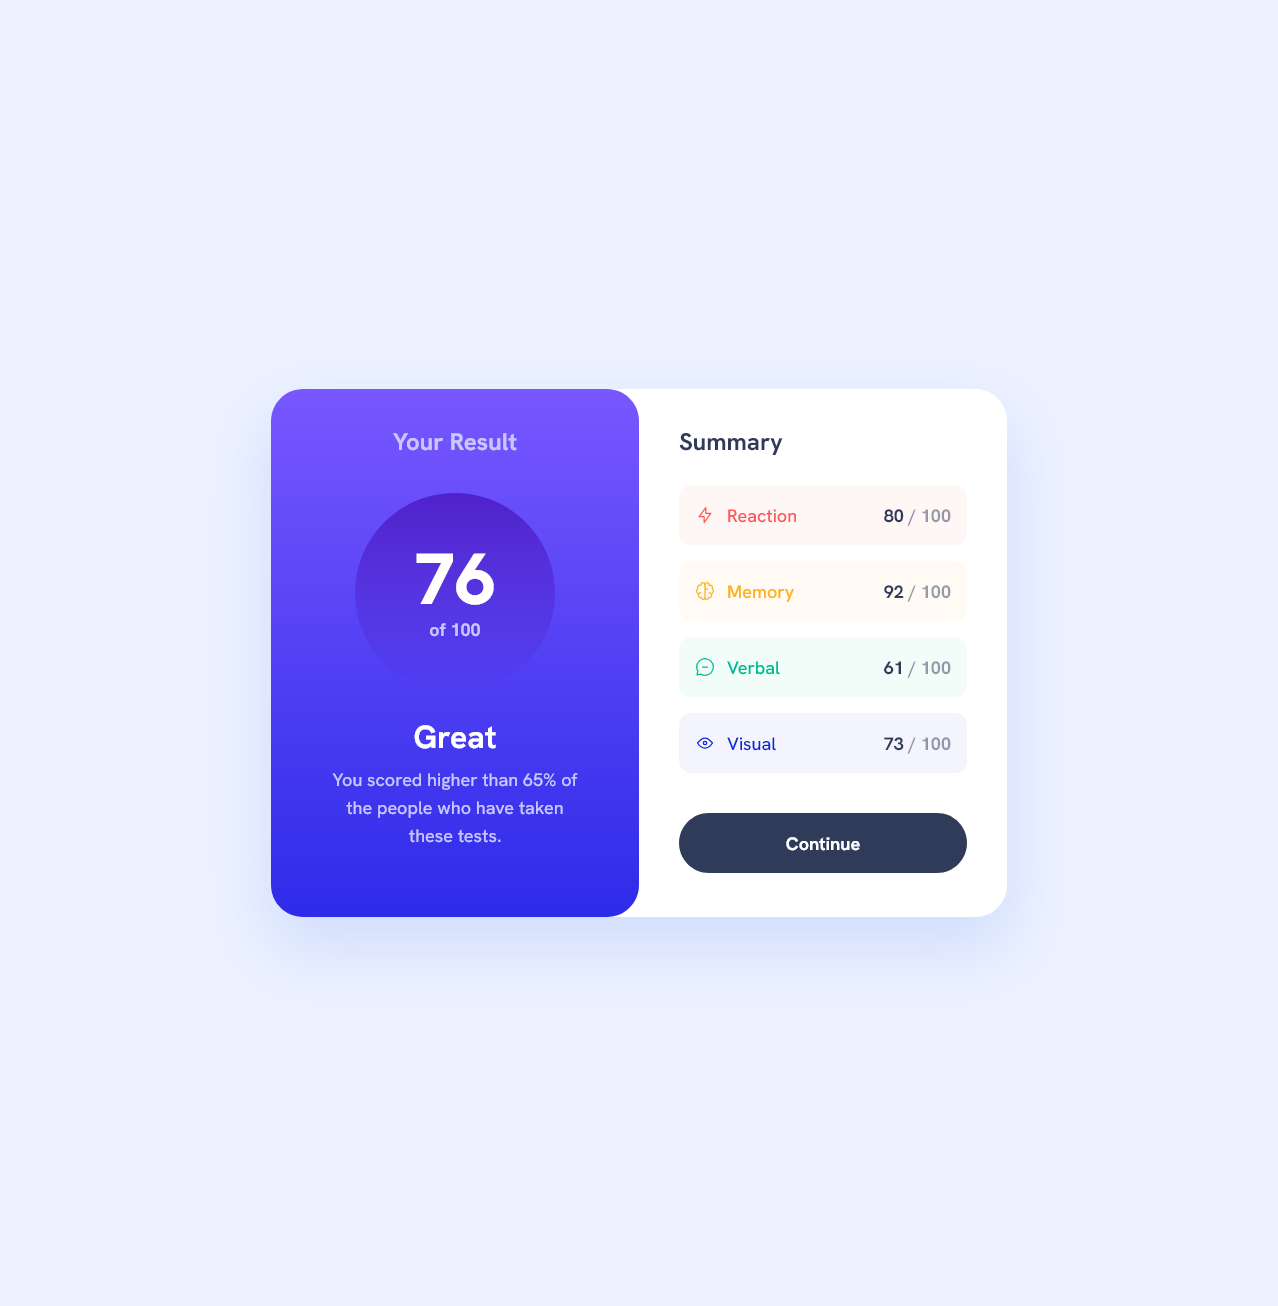 Your Result
76
of 100
Great
You scored higher than 65% of
the people who have taken
these tests.
Summary
Reaction 80 / 100
Memory 92 / 100
Verbal 61 / 100
Visual 73 / 100
Continue